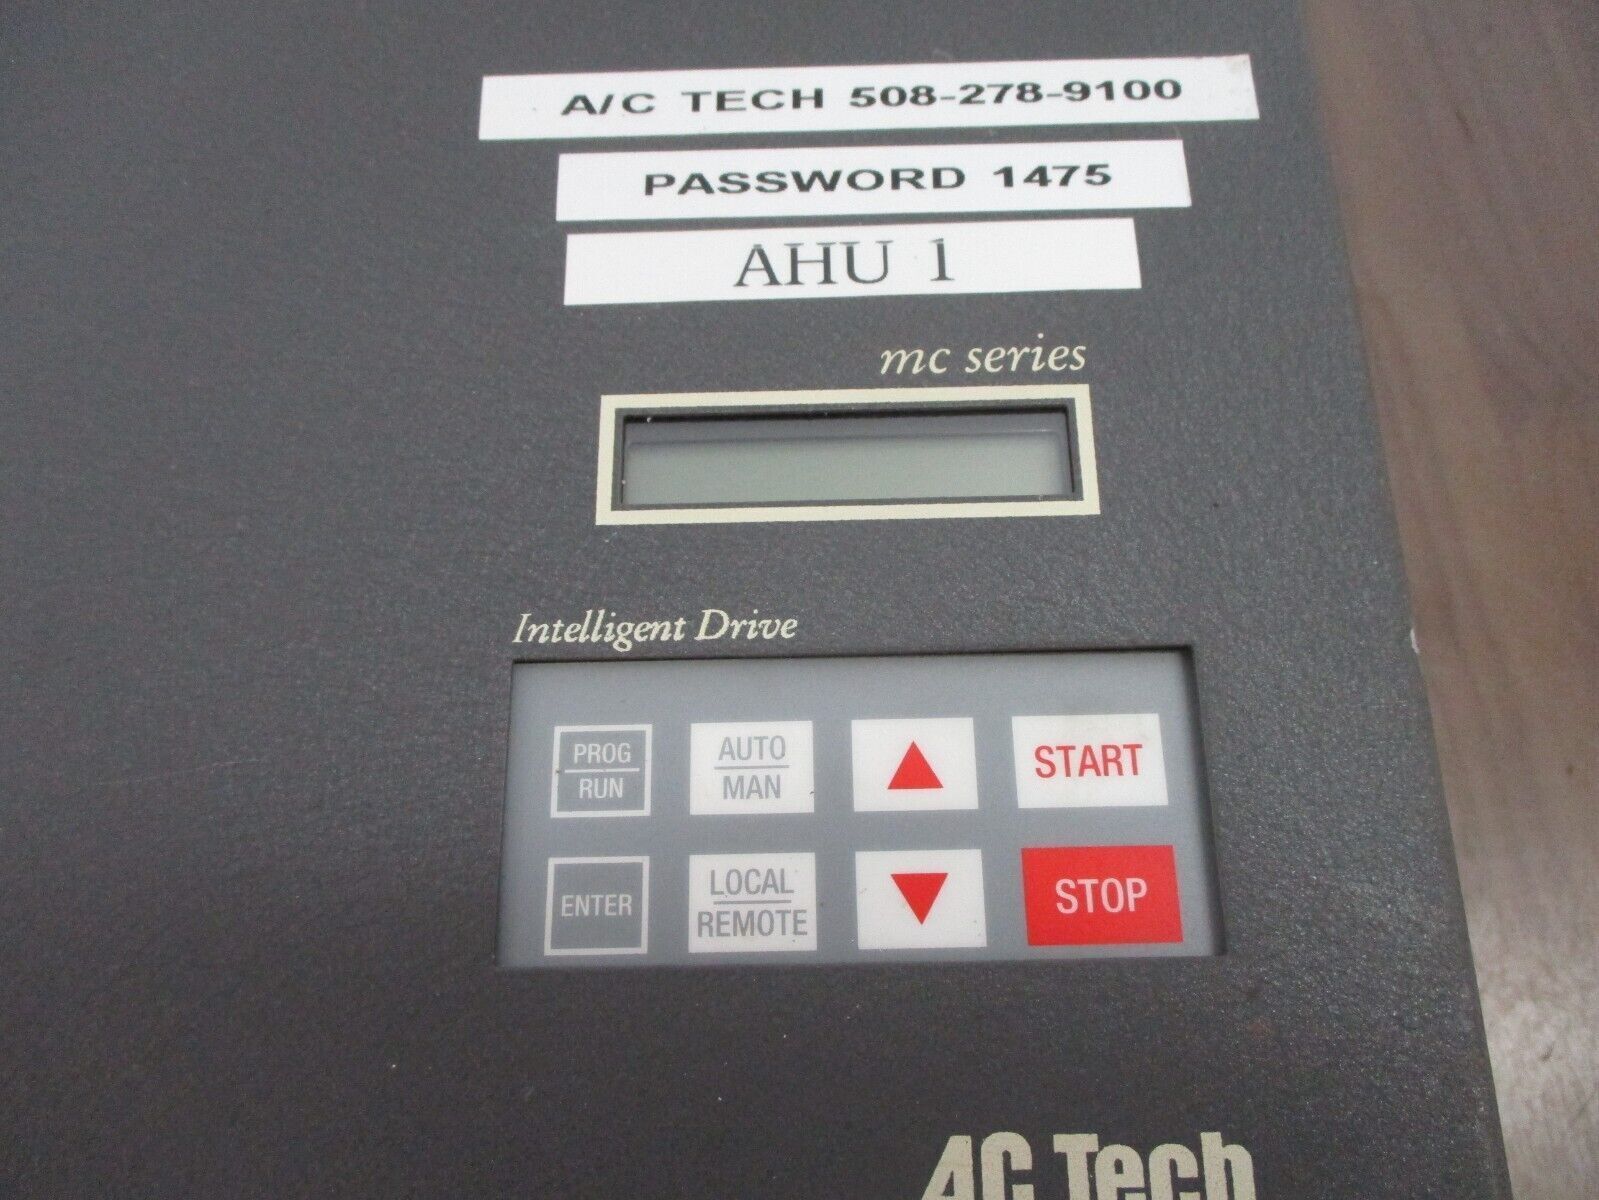 A/C TECH 508-278-9100
PASSWORD 1475
AHU 1
mc series
Intelligent Drive
PROG
RUN
AUTO
MAN
START
ENTER
LOCAL
REMOTE
STOP
AC Tech